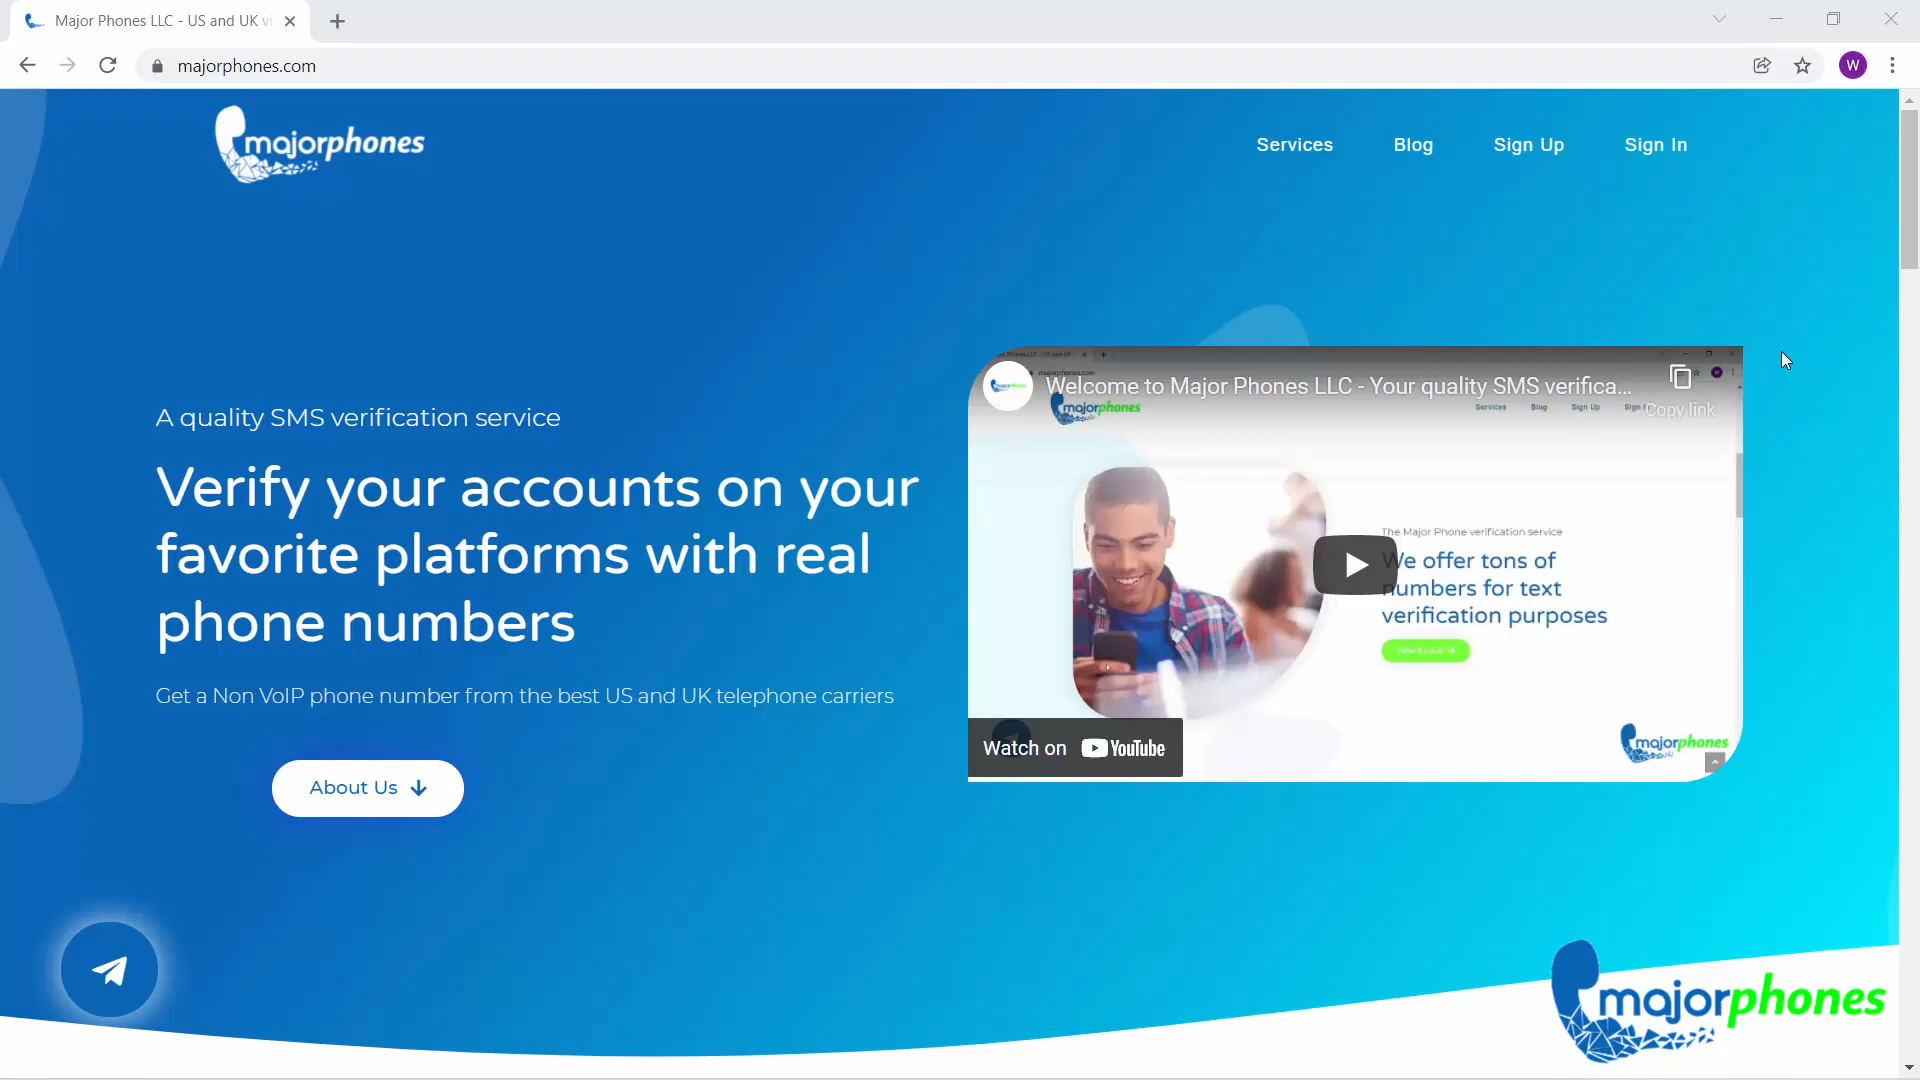 Major Phones LLC - US and UK v
majorphones.com
W
majorphones
Services
Blog
Sign Up
Sign In
A quality SMS verification service
Verify your accounts on your
favorite platforms with real
phone numbers
Get a Non VoIP phone number from the best US and UK telephone carriers
About Us
Welcome to Major Phones LLC - Your quality SMS verifica...
Copy link
majorphones
Services
Blog
Sign Up
The Major Phone verification service
We offer tons of
numbers for text
verification purposes
Watch on YouTube
majorphones
majorphones